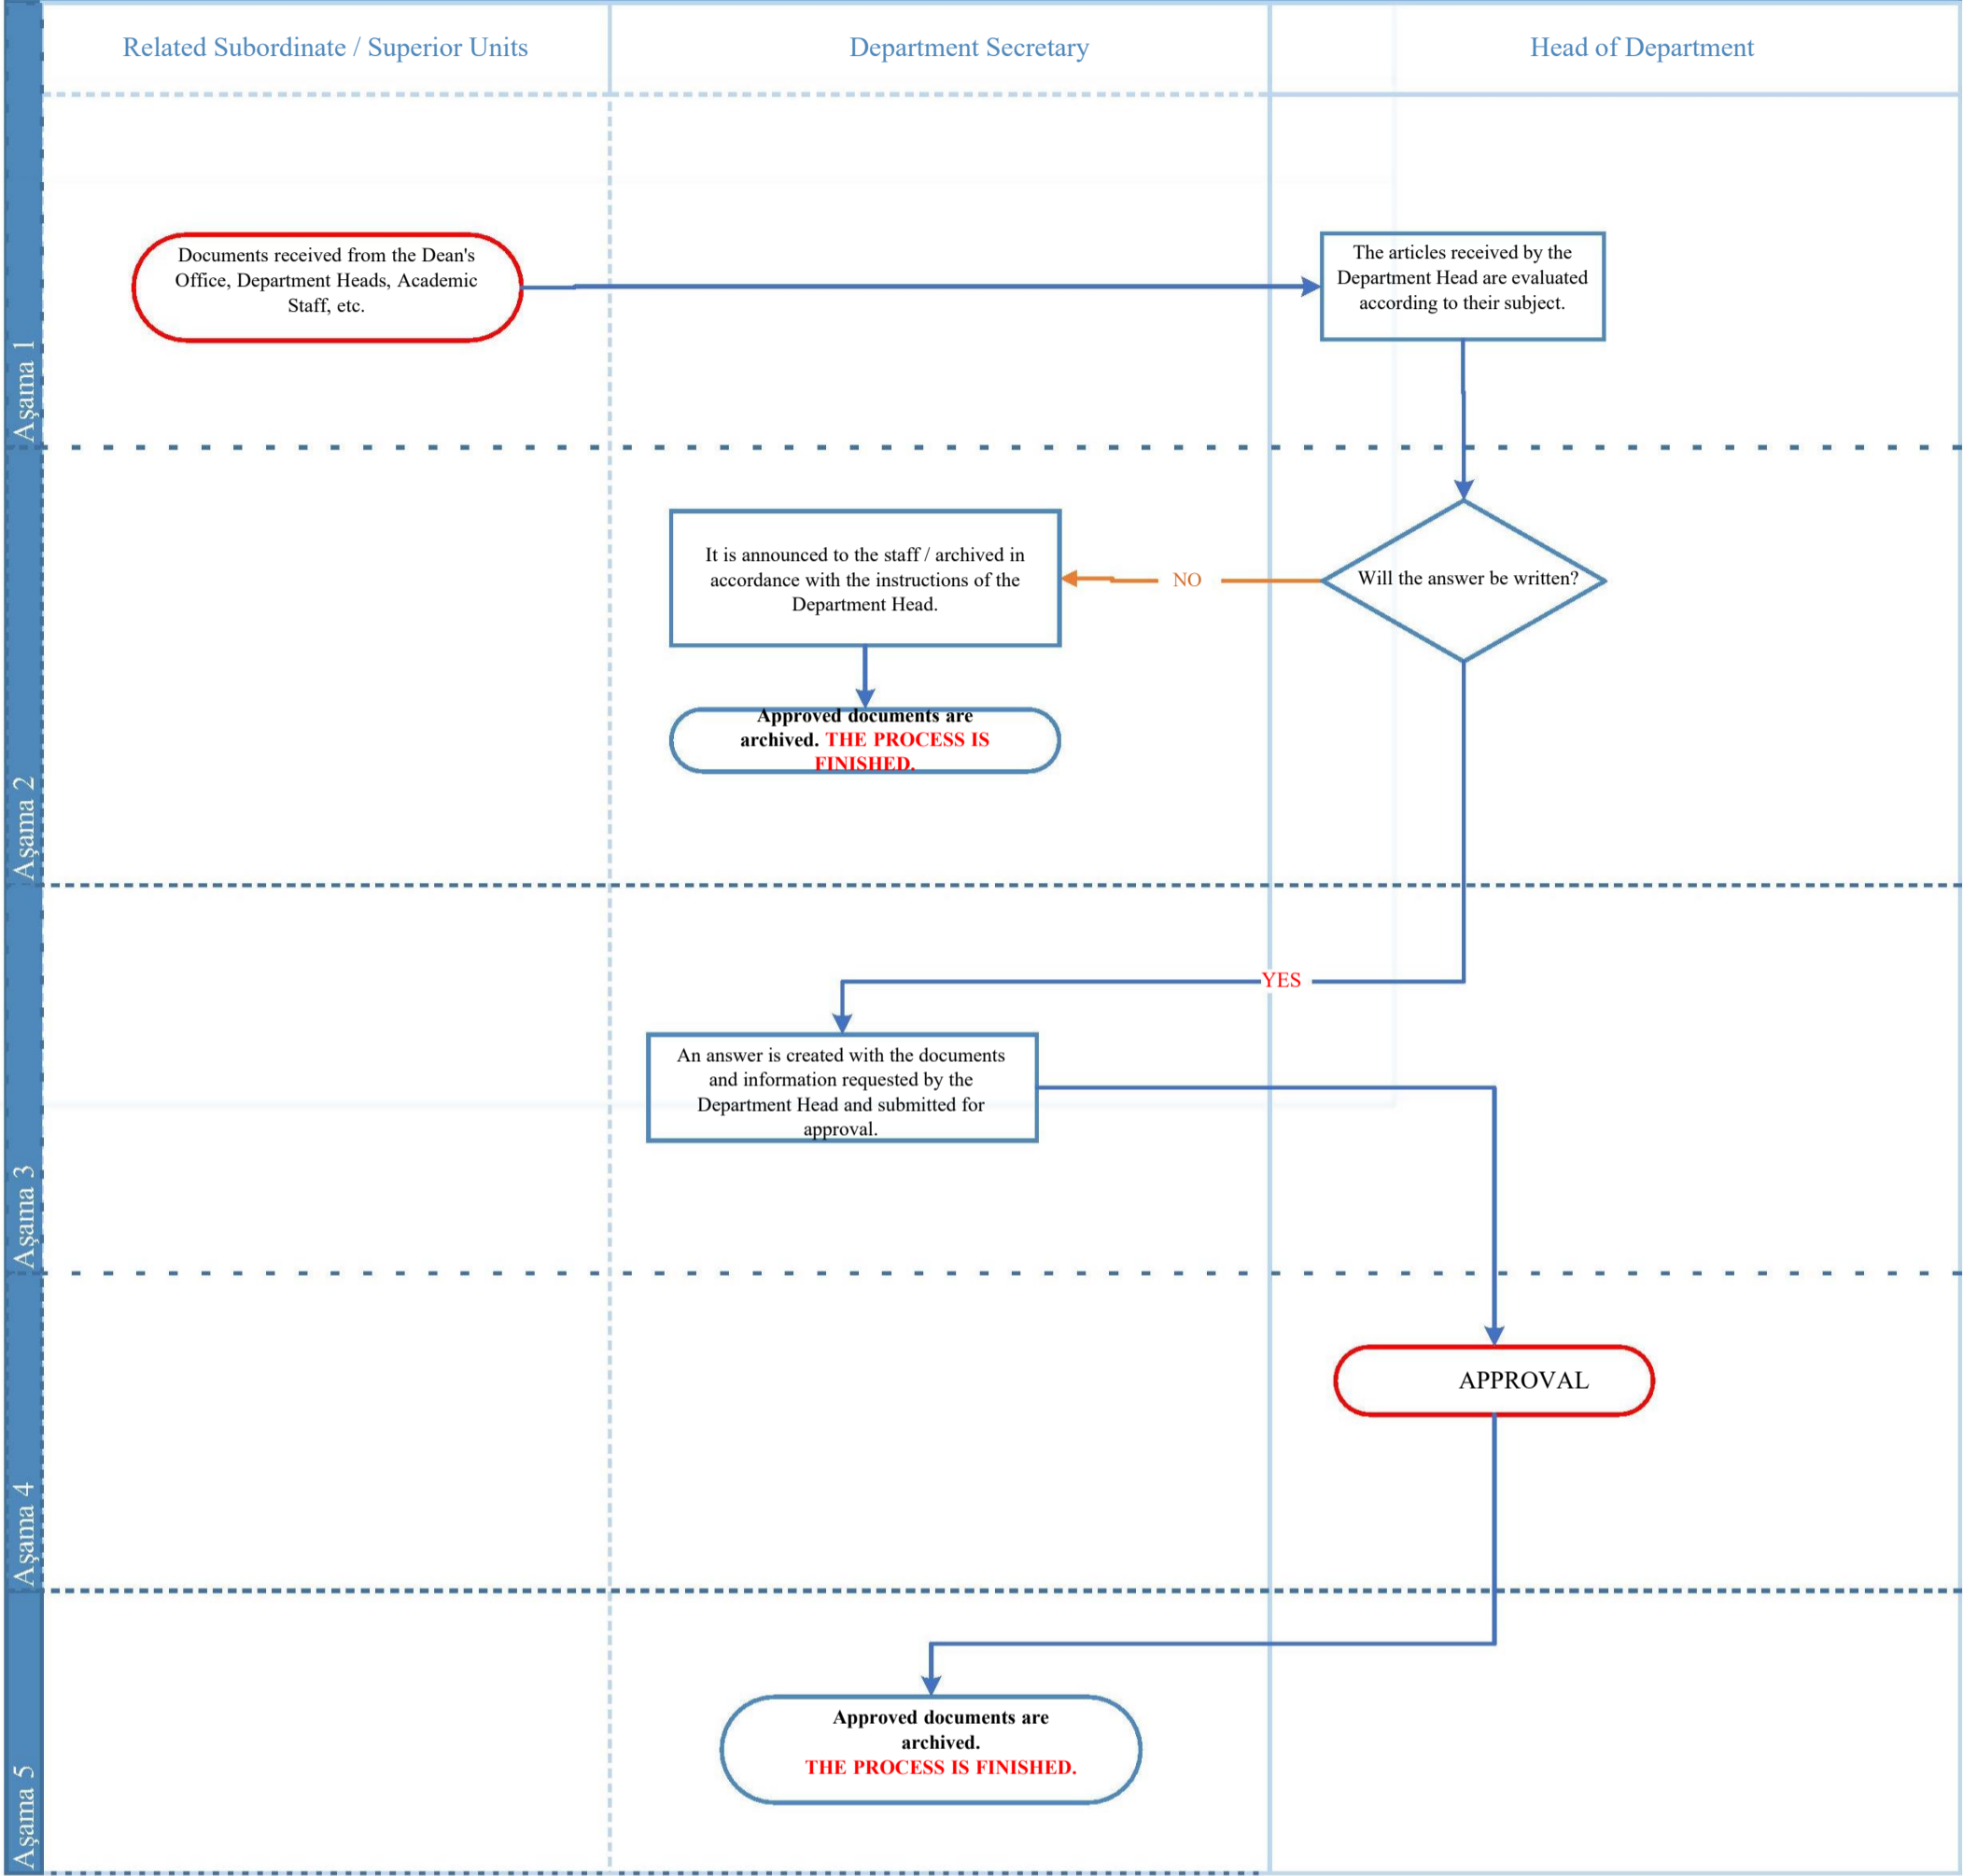 Related Subordinate / Superior Units
Department Secretary
Head of Department
Aşama 1
Documents received from the Dean's
Office, Department Heads, Academic
Staff, etc.
The articles received by the
Department Head are evaluated
according to their subject.
Aşama 2
It is announced to the staff / archived in
accordance with the instructions of the
Department Head.
NO
Will the answer be written?
Approved documents are
archived. THE PROCESS IS
FINISHED.
Aşama 3
YES
An answer is created with the documents
and information requested by the
Department Head and submitted for
approval.
Aşama 4
APPROVAL
Aşama 5
Approved documents are
archived.
THE PROCESS IS FINISHED.